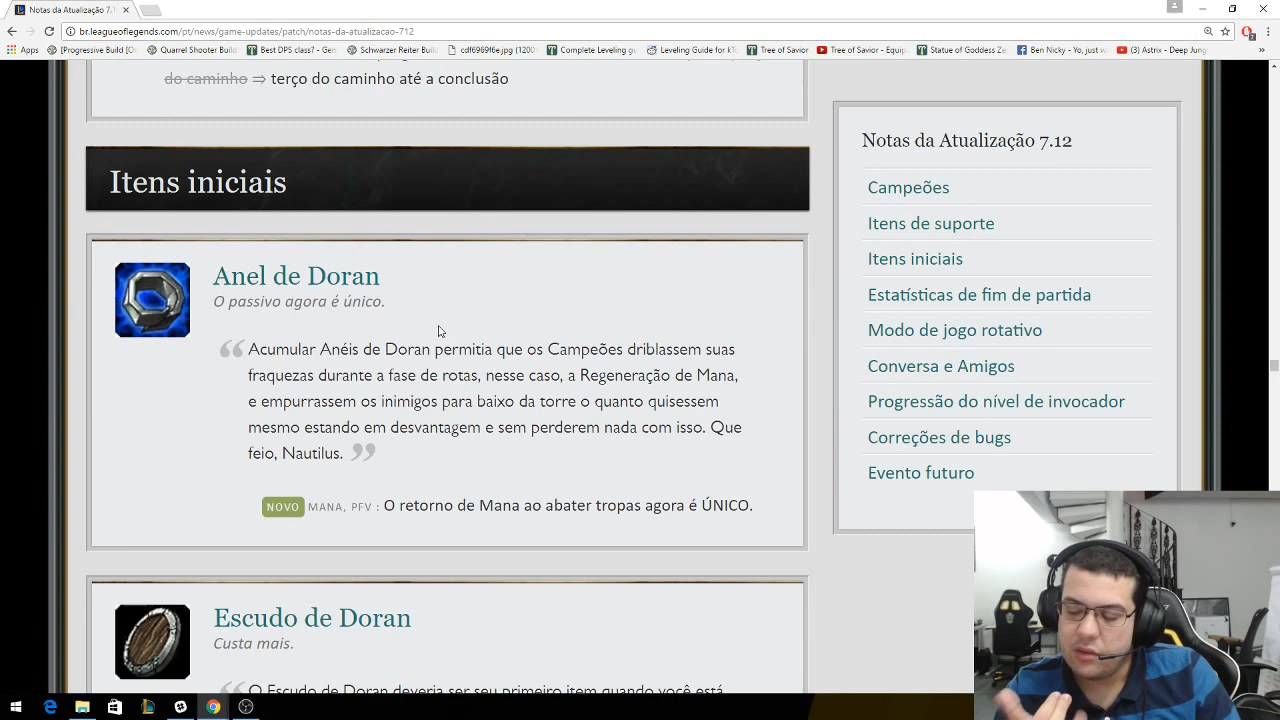 Notas da Atualização 7.12
br.leagueoflegends.com/pt/news/game-updates/patch/notas-da-atualizacao-712
Apps
[Progressive Build [C
Quarrel Shooter Build
Best DPS class? - Gen
Schwarzer Reiter Build
cdf6969f6e.jpg (1200
Complete Leveling gu
Leveling Guide for kT
Tree of Savior
Tree of Savior - Equip
Statue of Goddess Ze
Ben Nicky - Yo, just w
(3) Astrix - Deep Jung
do caminho ⇒ terço do caminho até a conclusão
Itens iniciais
Anel de Doran
O passivo agora é único.
“ Acumular Anéis de Doran permitia que os Campeões driblassem suas
fraquezas durante a fase de rotas, nesse caso, a Regeneração de Mana,
e empurrassem os inimigos para baixo da torre o quanto quisessem
mesmo estando em desvantagem e sem perderem nada com isso. Que
feio, Nautilus. ”
NOVO MANA, PFV : O retorno de Mana ao abater tropas agora é ÚNICO.
Escudo de Doran
Custa mais.
“ O Escudo de Doran deveria ser seu primeiro item quando você está
Notas da Atualização 7.12
Campeões
Itens de suporte
Itens iniciais
Estatísticas de fim de partida
Modo de jogo rotativo
Conversa e Amigos
Progressão do nível de invocador
Correções de bugs
Evento futuro